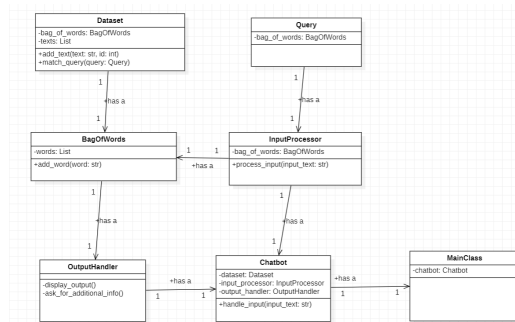 Dataset
-bag_of_words: BagOfWords
-texts: List
+add_text(text: str, id: int)
+match_query(query: Query)
Query
-bag_of_words: BagOfWords
1
+has a
1
1
+has a
1
BagOfWords
-words: List
+add_word(word: str)
1
1
+has a
InputProcessor
-bag_of_words: BagOfWords
+process_input(input_text: str)
1
+has a
1
1
+has a
1
OutputHandler
-display_output()
-ask_for_additional_info()
+has a
1
1
Chatbot
-dataset: Dataset
-input_processor: InputProcessor
-output_handler: OutputHandler
+handle_input(input_text: str)
+has a
1
1
MainClass
-chatbot: Chatbot